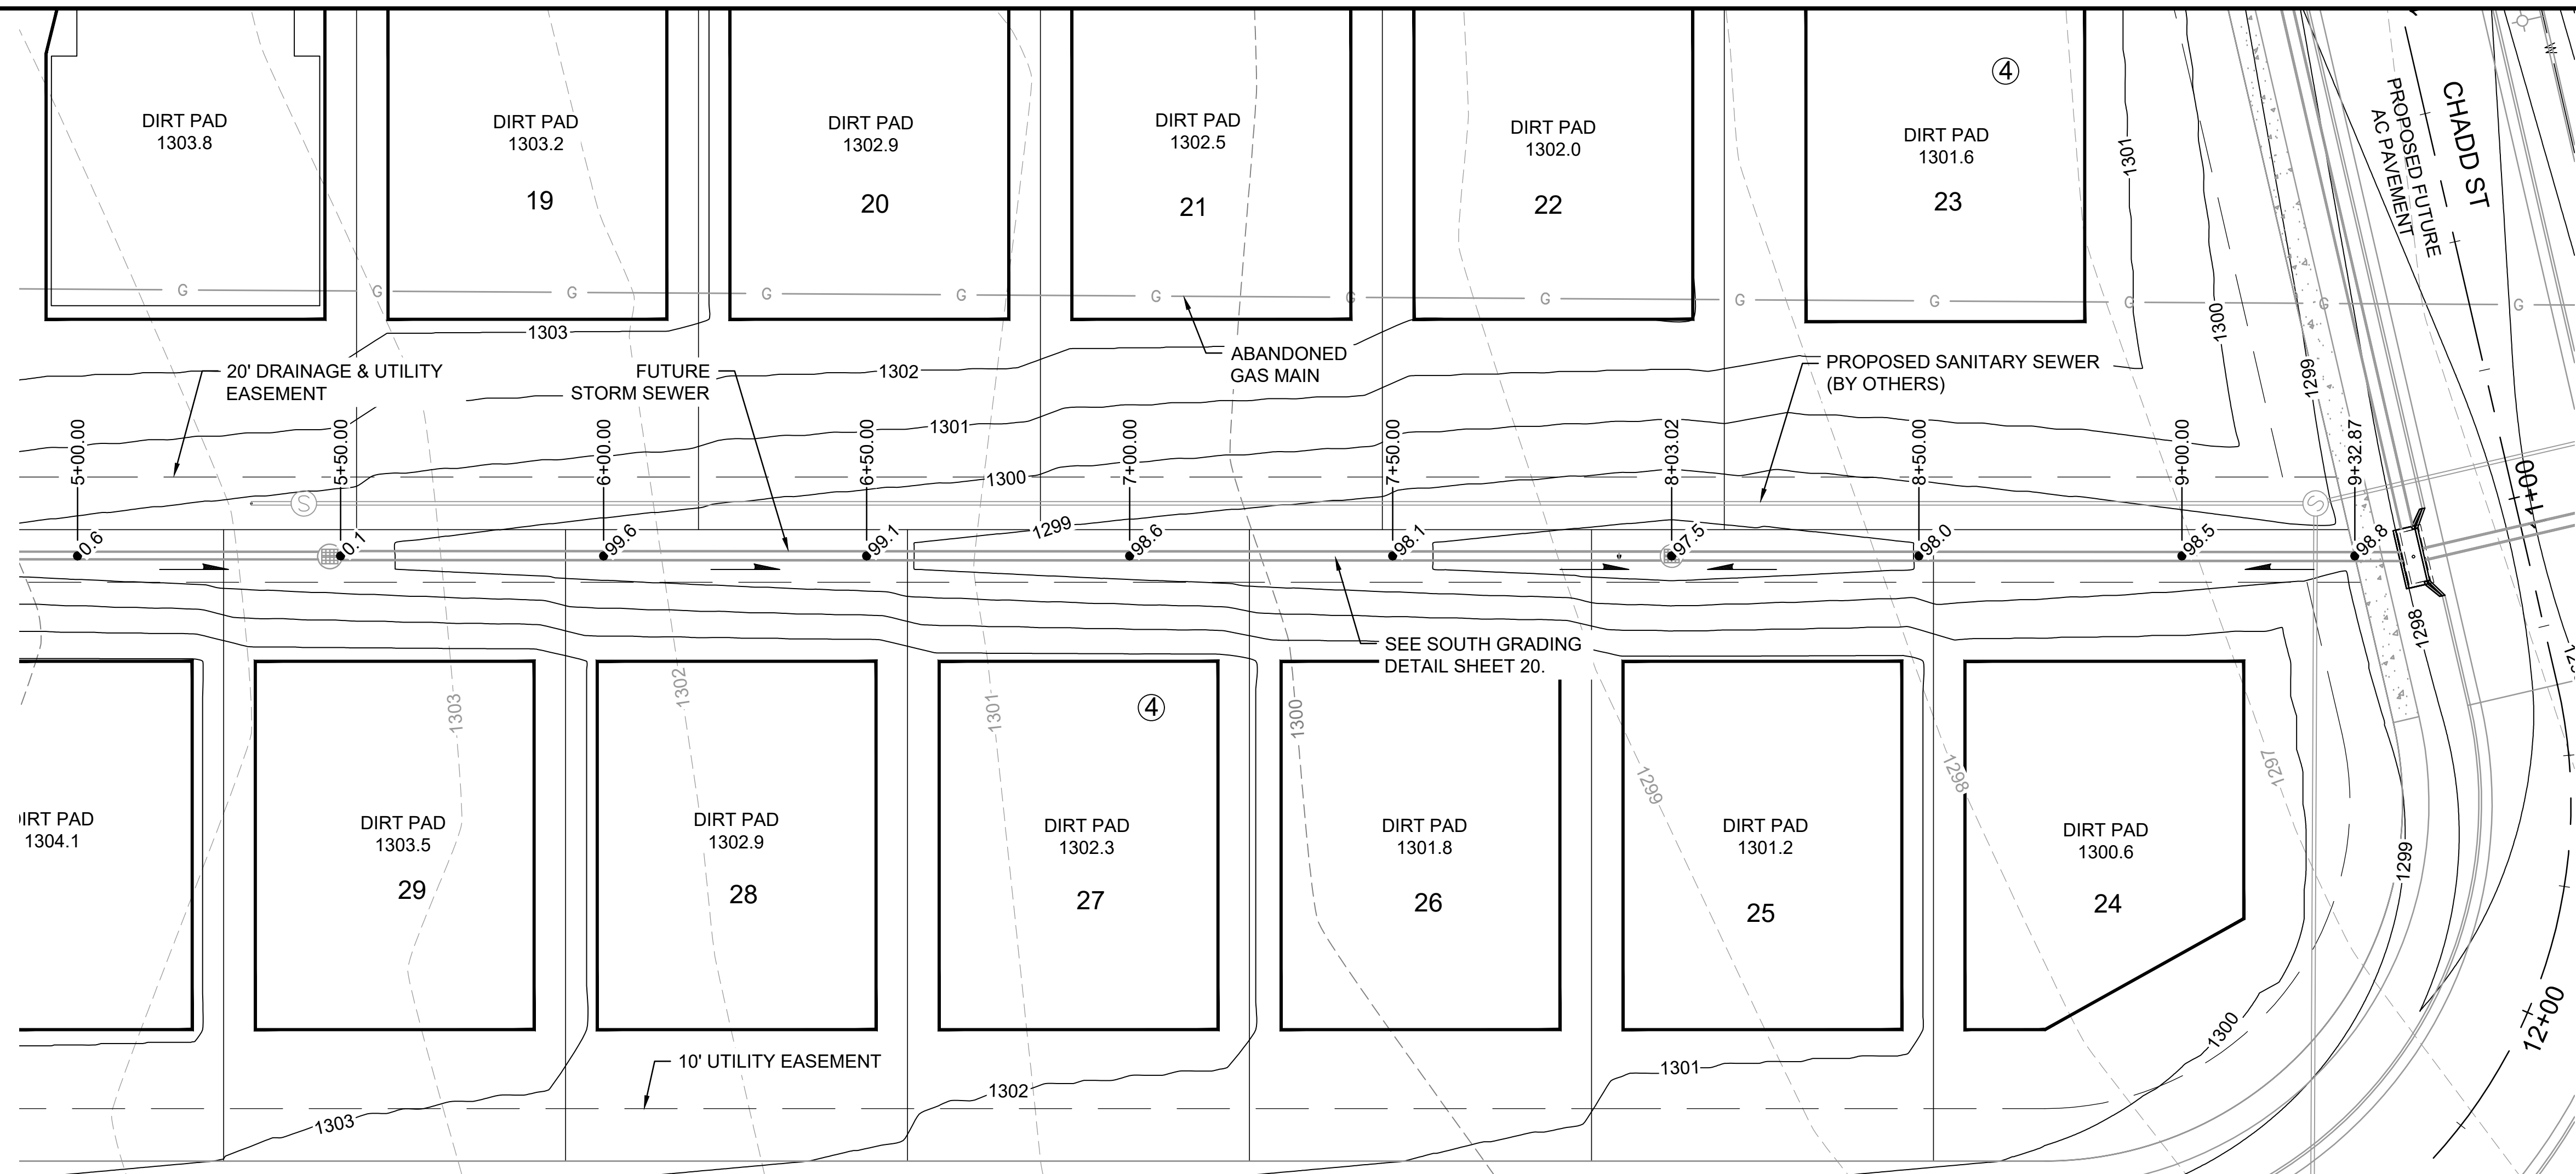 DIRT PAD
1303.8
DIRT PAD
1303.2
19
DIRT PAD
1302.9
20
DIRT PAD
1302.5
21
DIRT PAD
1302.0
22
4
DIRT PAD
1301.6
23
1301
1300
1299
CHADD ST
PROPOSED FUTURE
AC PAVEMENT
W
G G G G G G G G G G G G G
1303
1302
1301
1300
1299
20' DRAINAGE & UTILITY
EASEMENT
FUTURE
STORM SEWER
ABANDONED
GAS MAIN
PROPOSED SANITARY SEWER
(BY OTHERS)
5+00.00
5+50.00
6+00.00
6+50.00
7+00.00
7+50.00
8+03.02
8+50.00
9+00.00
9+32.87
11+00
S
S
0.6
0.1
99.6
99.1
98.6
98.1
97.5
98.0
98.5
98.8
SEE SOUTH GRADING
DETAIL SHEET 20.
1298
1303
1302
1301
1300
1299
1298
1297
DIRT PAD
1304.1
DIRT PAD
1303.5
29
DIRT PAD
1302.9
28
4
DIRT PAD
1302.3
27
DIRT PAD
1301.8
26
DIRT PAD
1301.2
25
DIRT PAD
1300.6
24
1299
1300
12+00
10' UTILITY EASEMENT
1303
1302
1301